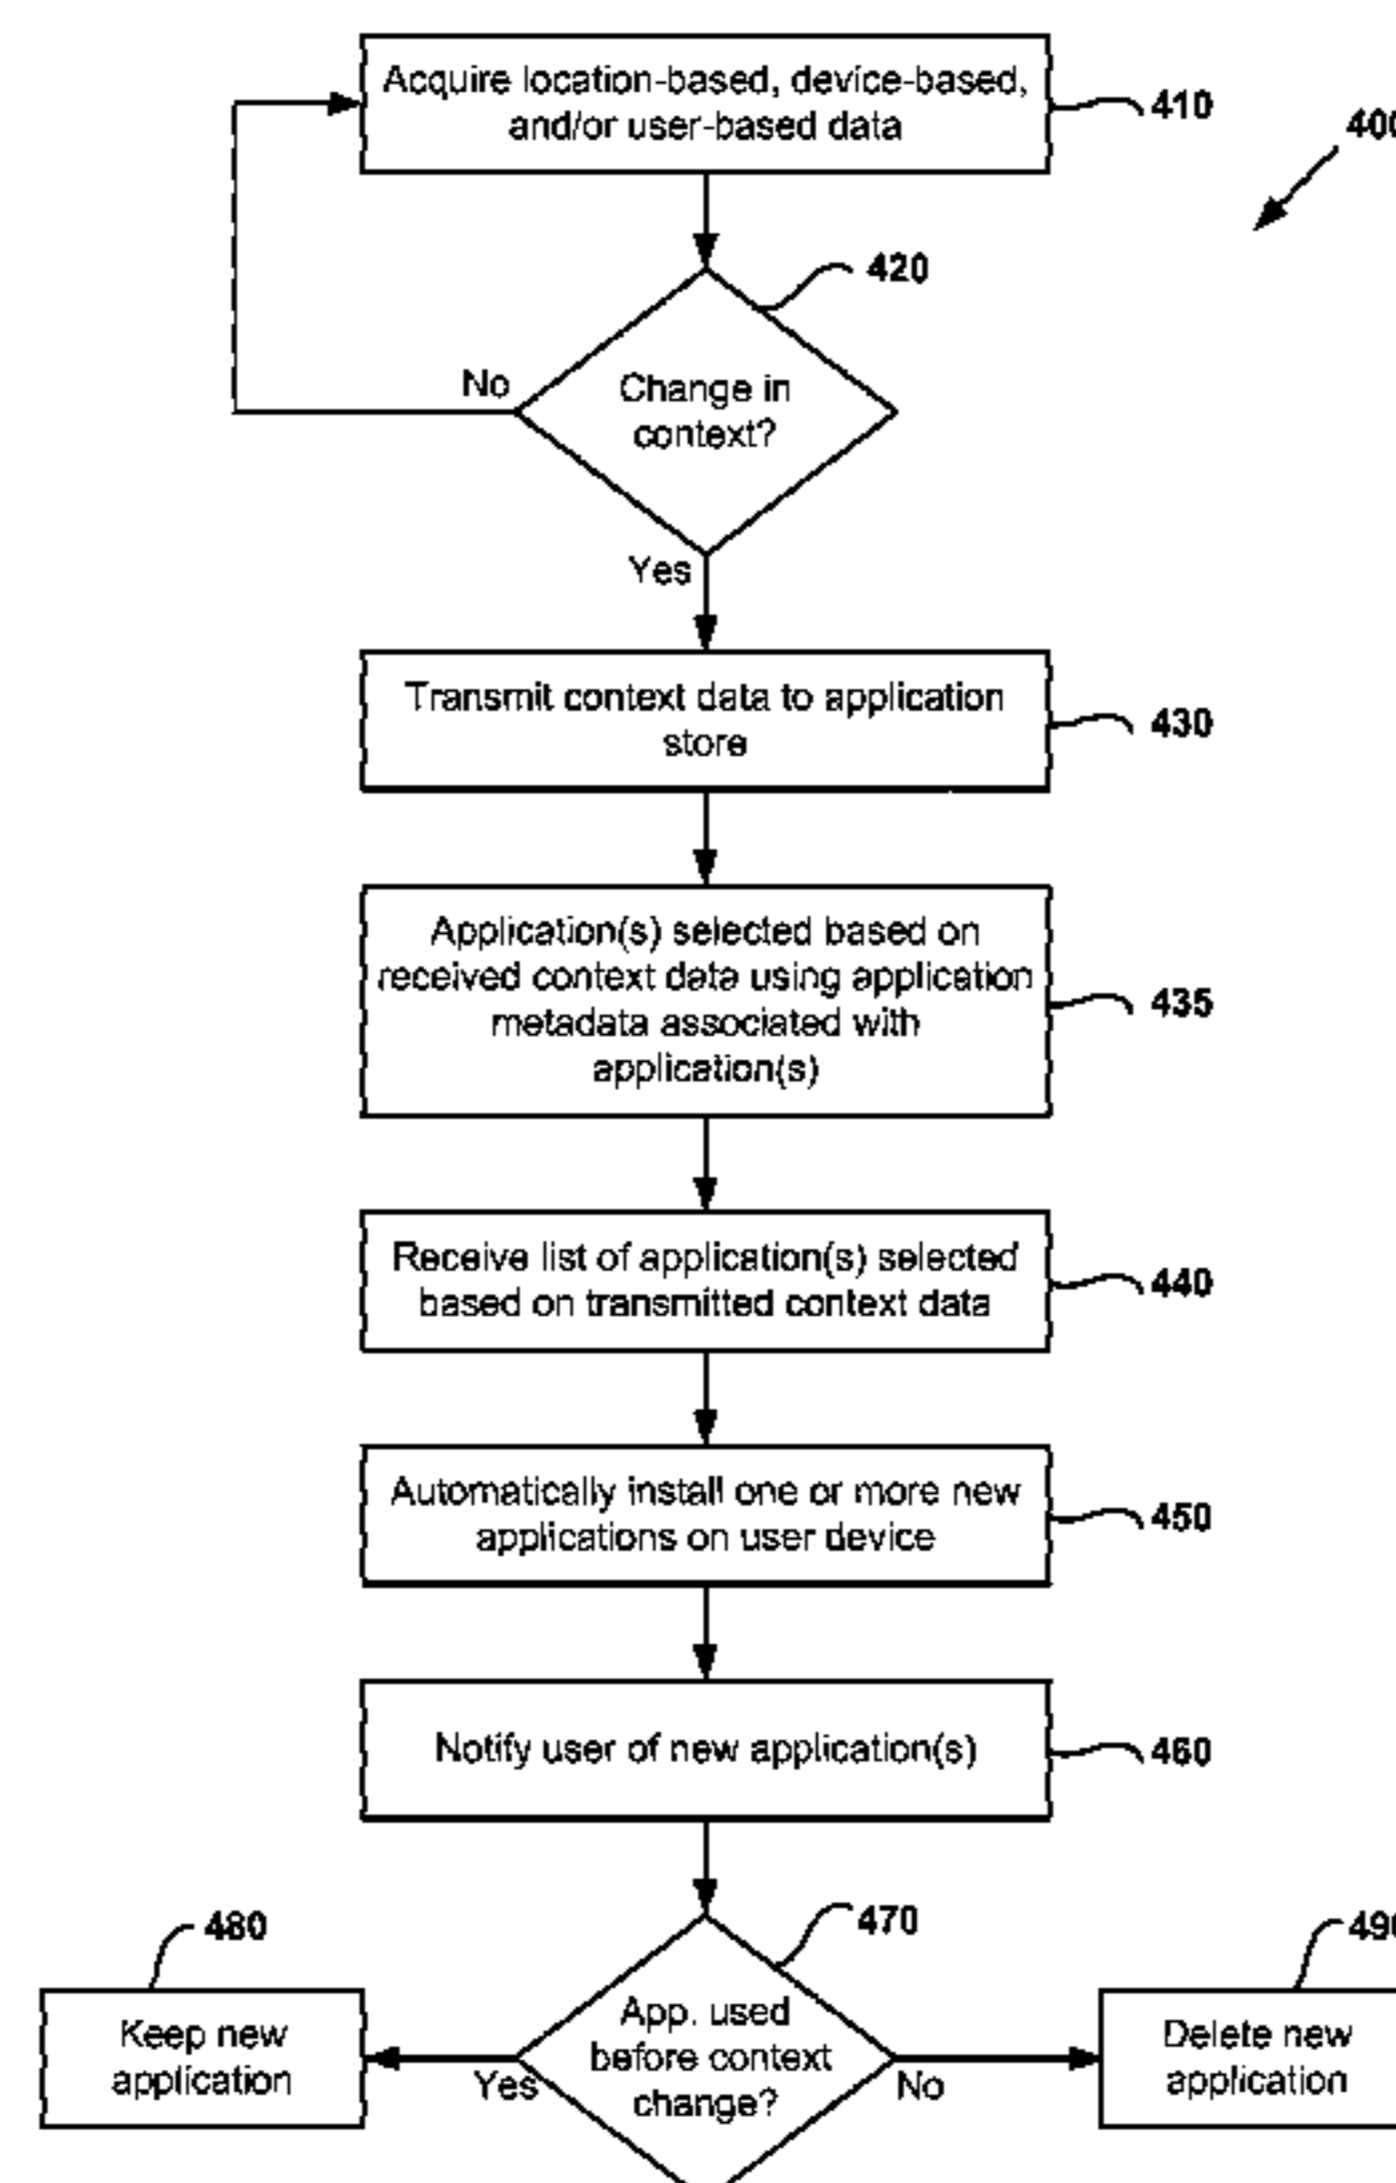 Acquire location-based, device-based,
and/or user-based data
410
400
420
No
Change in
context?
Yes
Transmit context data to application
store
430
Application(s) selected based on
received context data using application
metadata associated with
application(s)
435
Receive list of application(s) selected
based on transmitted context data
440
Automatically install one or more new
applications on user device
450
Notify user of new application(s)
460
480
470
490
Keep new
application
Yes
App. used
before context
change?
No
Delete new
application